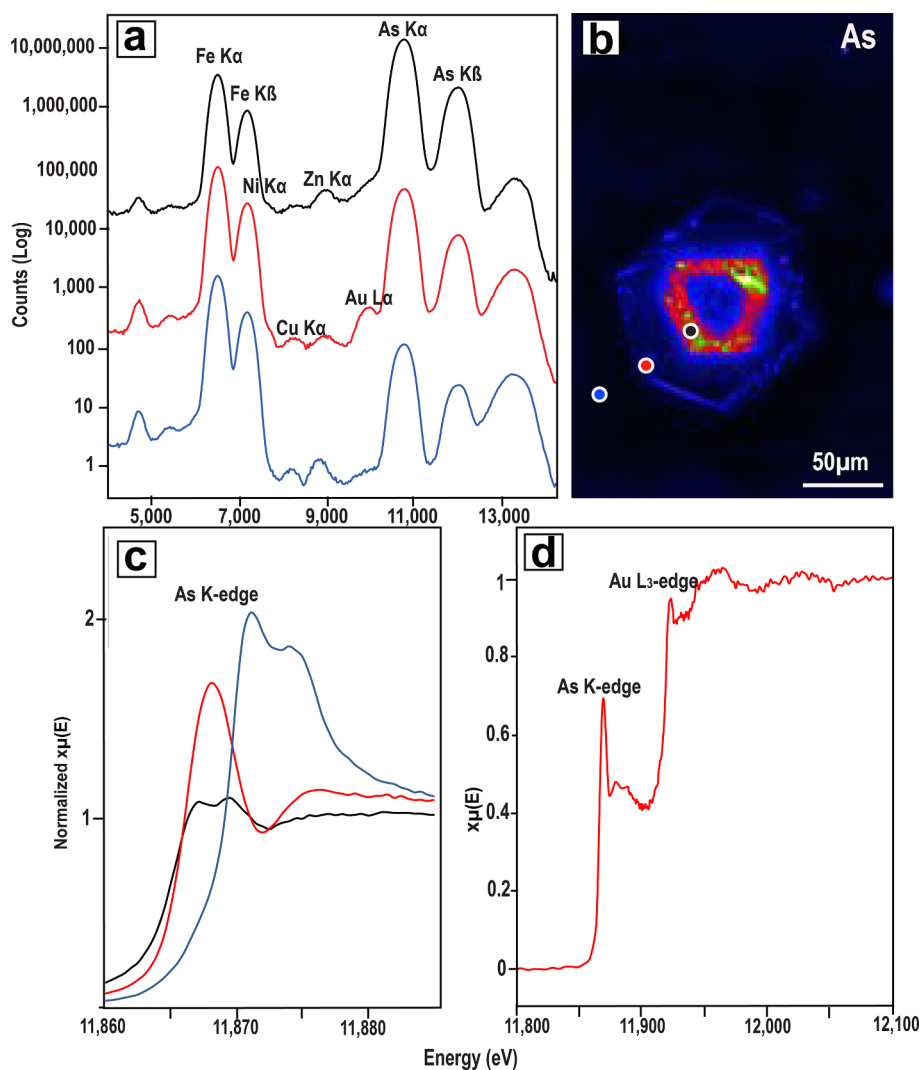 a
Fe Kα
Fe Kß
Ni Kα
Zn Kα
As Kα
As Kß
Cu Kα
Au Lα
Counts (Log)
10,000,000
1,000,000
100,000
10,000
1,000
100
10
1
5,000
7,000
9,000
11,000
13,000
b
As
50µm
c
As K-edge
Normalized xµ(E)
2
1
11,860
11,870
11,880
d
As K-edge
Au L3-edge
xµ(E)
1
0.8
0.6
0.4
0.2
0
11,800
11,900
12,000
12,100
Energy (eV)